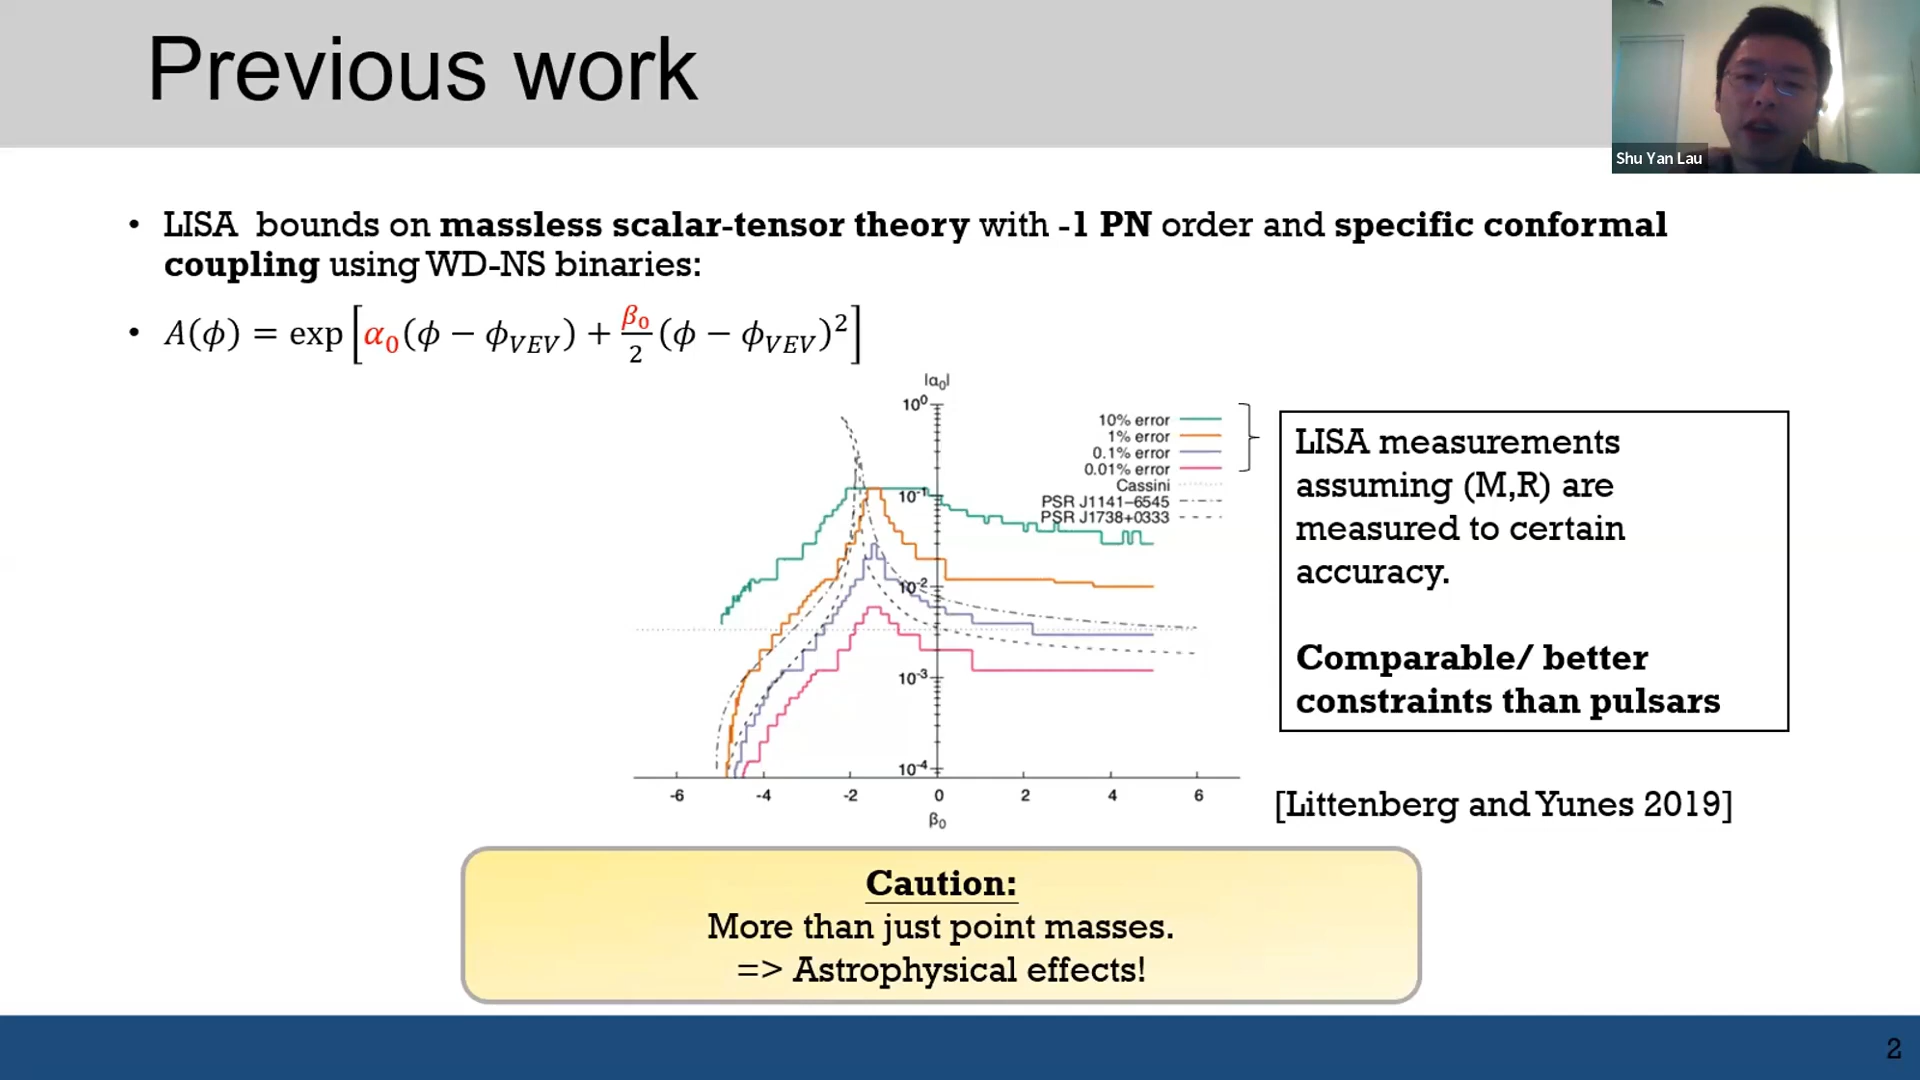 Previous work
Shu Yan Lau
• LISA bounds on massless scalar-tensor theory with -1 PN order and specific conformal
coupling using WD-NS binaries:
• A(ϕ) = exp[α₀(ϕ − ϕ_VEV) + β₀/2 (ϕ − ϕ_VEV)²]
|α₀|
10⁰
10⁻¹
10⁻²
10⁻³
10⁻⁴
10% error
1% error
0.1% error
0.01% error
Cassini
PSR J1141−6545
PSR J1738+0333
-6 -4 -2 0 2 4 6
β₀
LISA measurements
assuming (M,R) are
measured to certain
accuracy.
Comparable/ better
constraints than pulsars
[Littenberg and Yunes 2019]
Caution:
More than just point masses.
=> Astrophysical effects!
2